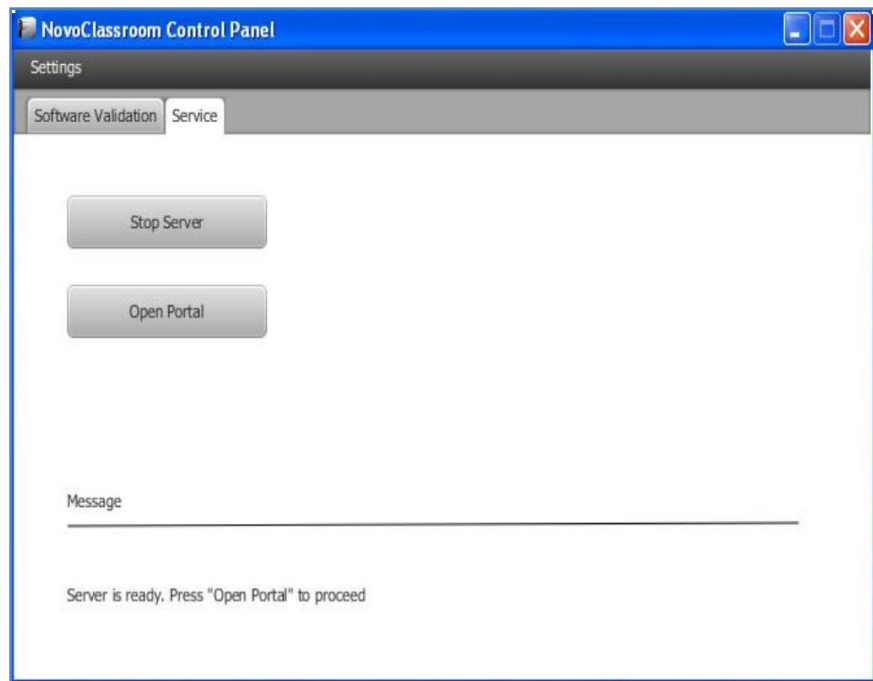 NovoClassroom Control Panel
Settings
Software Validation Service
Stop Server
Open Portal
Message
Server is ready. Press "Open Portal" to proceed